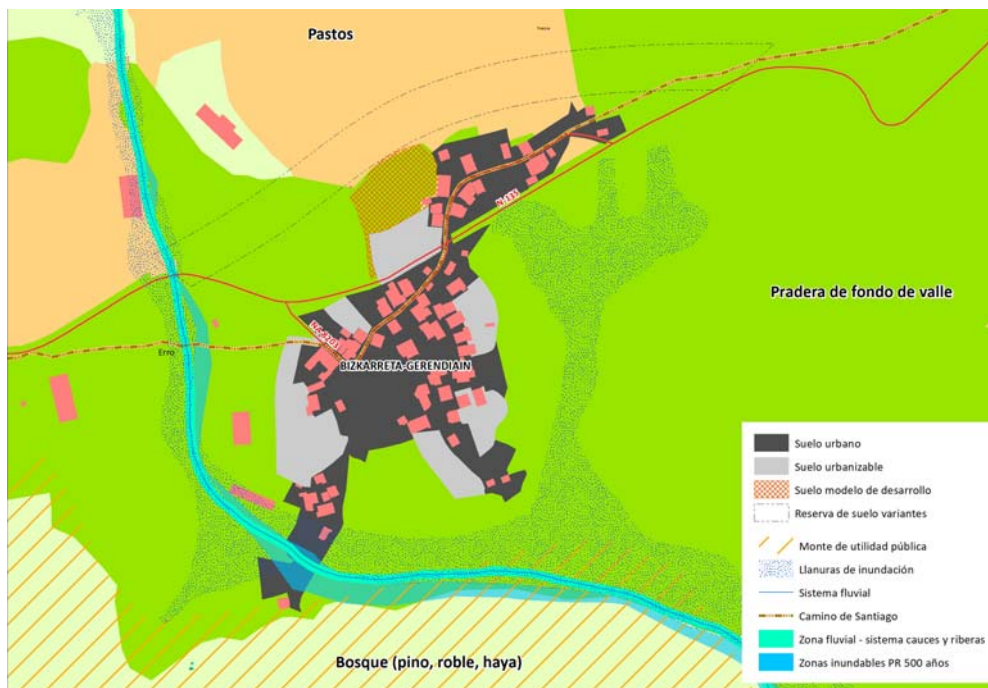 Pastos
N-135
Pradera de fondo de valle
Erro
BIZKARRETA-GERENDIAIN
Suelo urbano
Suelo urbanizable
Suelo modelo de desarrollo
Reserva de suelo variantes
Monte de utilidad pública
Llanuras de inundación
Sistema fluvial
Camino de Santiago
Zona fluvial - sistema cauces y riberas
Zonas inundables PR 500 años
Bosque (pino, roble, haya)